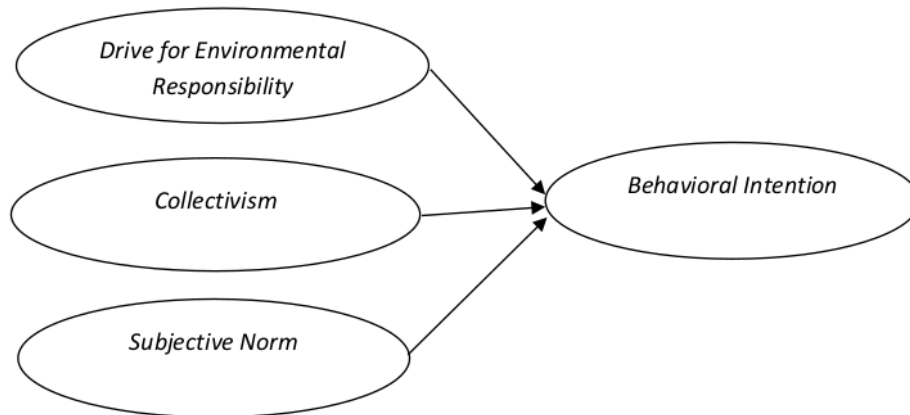 Drive for Environmental
Responsibility
Collectivism
Behavioral Intention
Subjective Norm